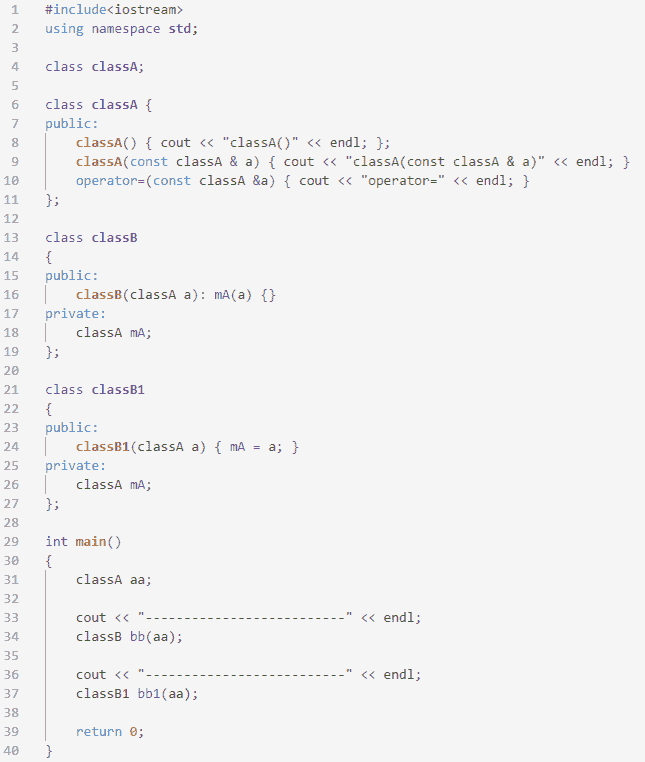 1 #include<iostream>
2 using namespace std;
3
4 class classA;
5
6 class classA {
7 public:
8     classA() { cout << "classA()" << endl; };
9     classA(const classA & a) { cout << "classA(const classA & a)" << endl; }
10     operator=(const classA &a) { cout << "operator=" << endl; }
11 };
12
13 class classB
14 {
15 public:
16     classB(classA a): mA(a) {}
17 private:
18     classA mA;
19 };
20
21 class classB1
22 {
23 public:
24     classB1(classA a) { mA = a; }
25 private:
26     classA mA;
27 };
28
29 int main()
30 {
31     classA aa;
32
33     cout << "--------------------------" << endl;
34     classB bb(aa);
35
36     cout << "--------------------------" << endl;
37     classB1 bb1(aa);
38
39     return 0;
40 }